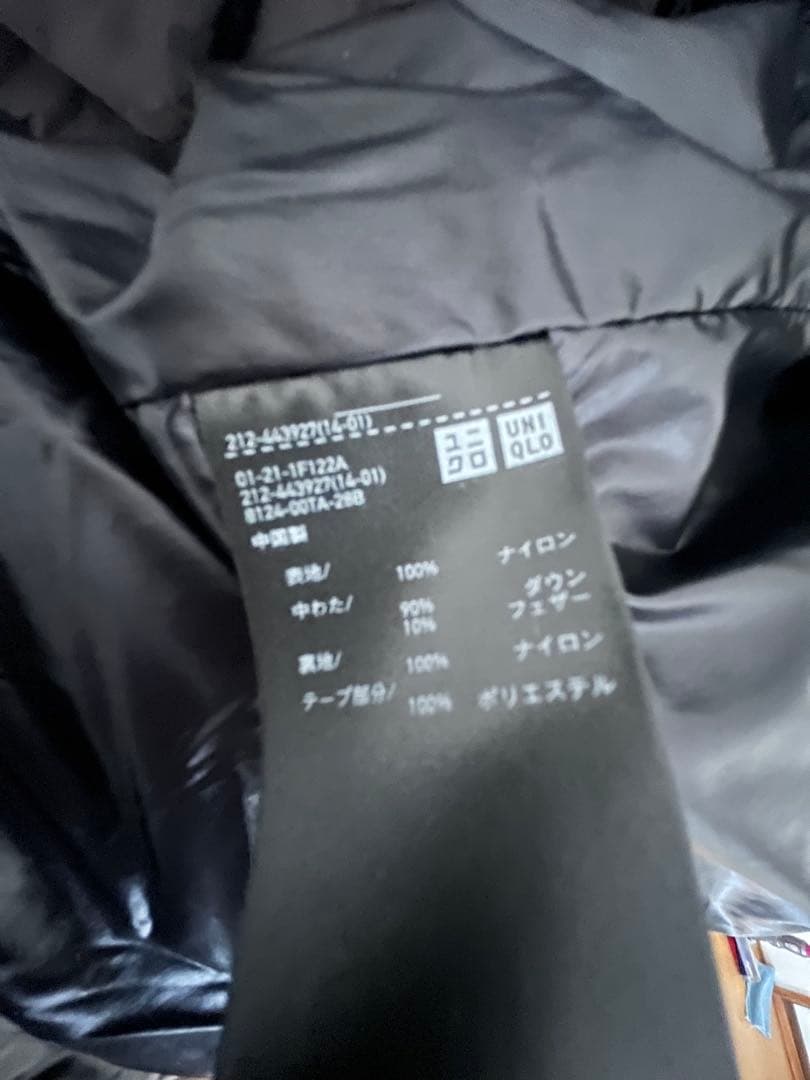 212-443927(14-01)
ユニクロ
UNIQLO
01-21-1F122A
212-443927(14-01)
8124-00TA-28B
中国製
表地/ 100% ナイロン
中わた/ 90% ダウン
10% フェザー
裏地/ 100% ナイロン
テープ部分/ 100% ポリエステル